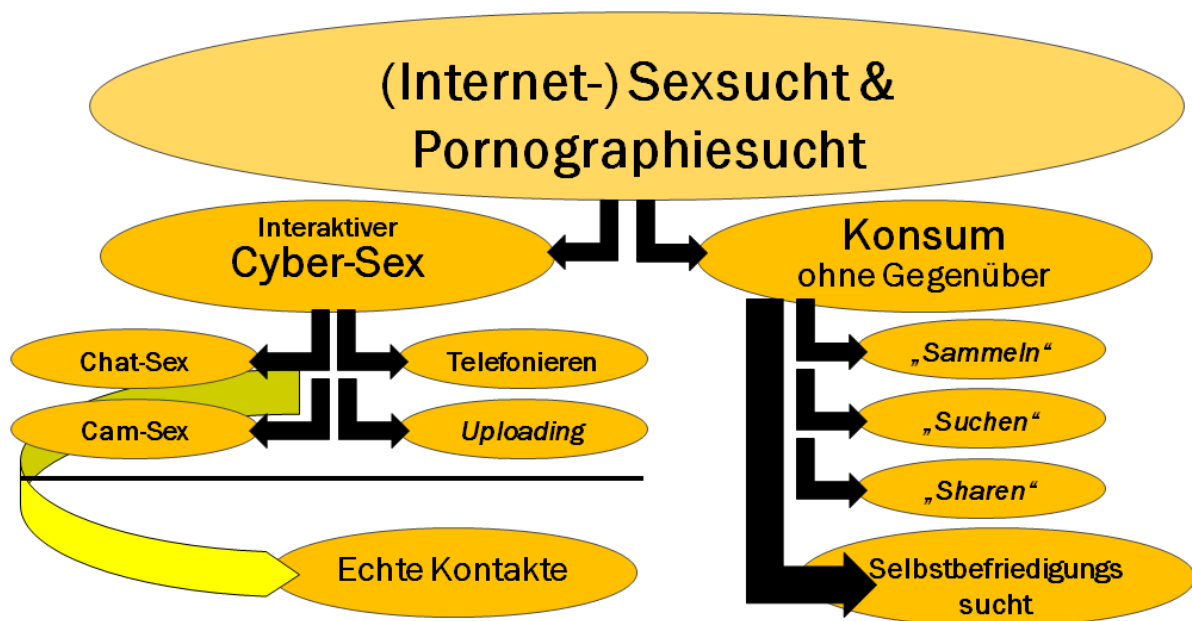 (Internet-) Sexsucht &
Pornographiesucht
Interaktiver
Cyber-Sex
Konsum
ohne Gegenüber
Chat-Sex
Telefonieren
Cam-Sex
Uploading
„Sammeln“
„Suchen“
„Sharen“
Echte Kontakte
Selbstbefriedigungs
sucht